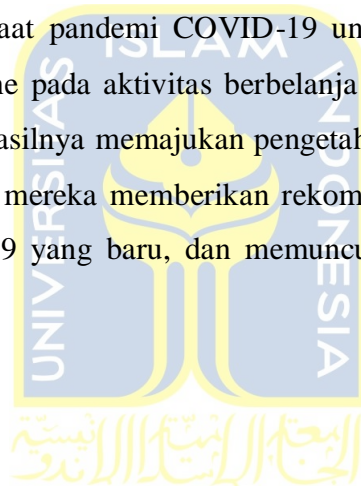 aat pandemi COVID-19 un
ISLAM
ne pada aktivitas berbelanja
asilnya memajukan pengetah
mereka memberikan rekom
9 yang baru, dan memuncu
UNIVERSITAS
INDONESIA